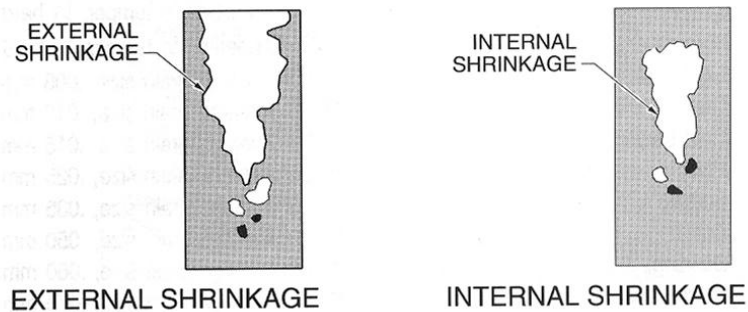 EXTERNAL
SHRINKAGE
INTERNAL
SHRINKAGE
EXTERNAL SHRINKAGE
INTERNAL SHRINKAGE